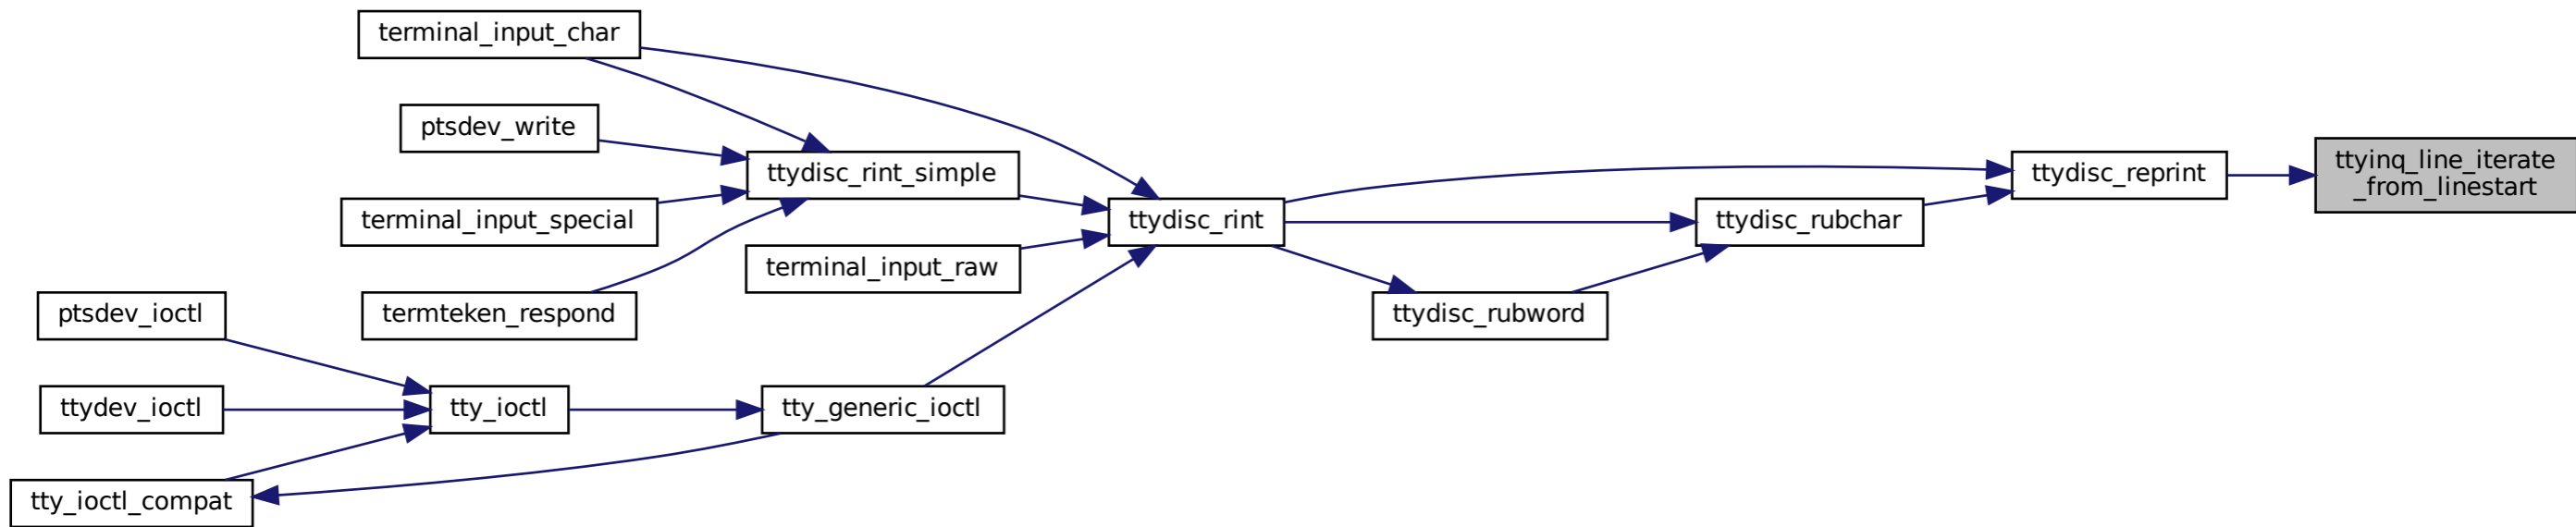 terminal_input_char
ptsdev_write
ttydisc_rint_simple
terminal_input_special
terminal_input_raw
termteken_respond
ptsdev_ioctl
ttydev_ioctl
tty_ioctl
tty_generic_ioctl
tty_ioctl_compat
ttydisc_rint
ttydisc_rubword
ttydisc_rubchar
ttydisc_reprint
ttyinq_line_iterate
_from_linestart